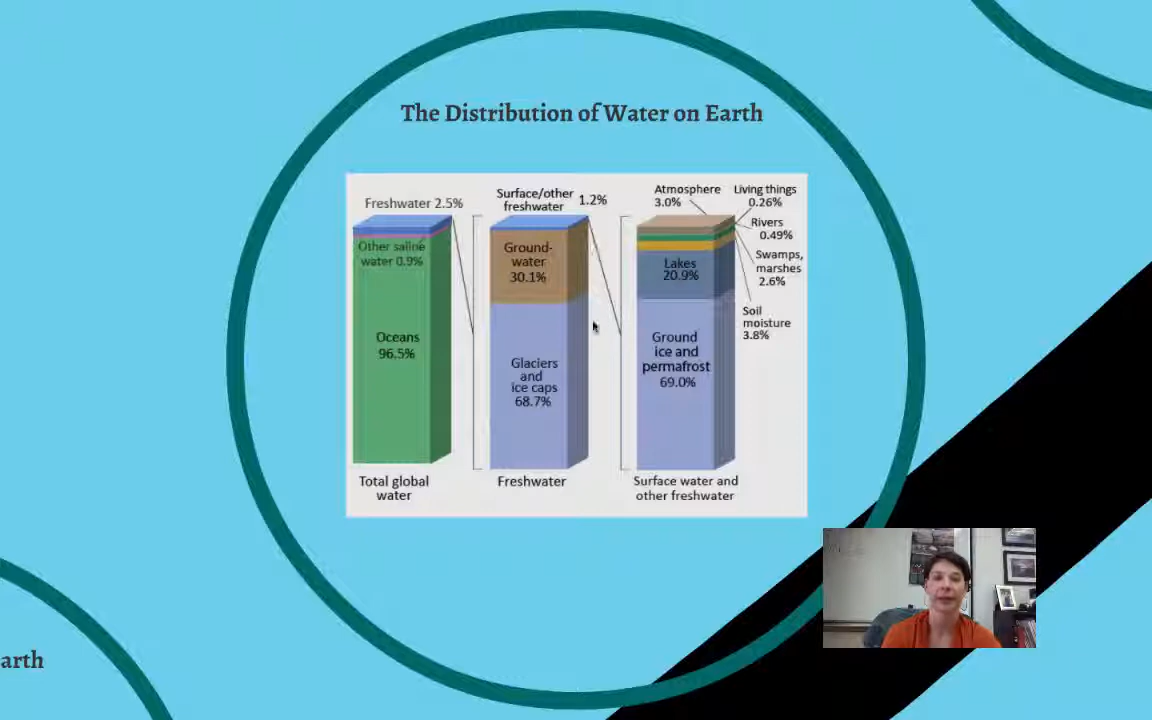 The Distribution of Water on Earth
Freshwater 2.5%
Other saline
water 0.9%
Oceans
96.5%
Total global
water
Surface/other
freshwater 1.2%
Ground-
water
30.1%
Glaciers
and
ice caps
68.7%
Freshwater
Atmosphere
3.0%
Living things
0.26%
Rivers
0.49%
Swamps,
marshes
2.6%
Soil
moisture
3.8%
Lakes
20.9%
Ground
ice and
permafrost
69.0%
Surface water and
other freshwater
arth